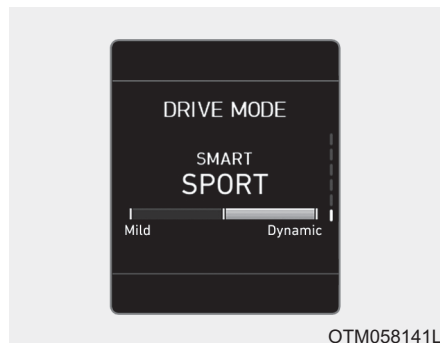 DRIVE MODE
SMART
SPORT
Mild Dynamic
OTM058141L